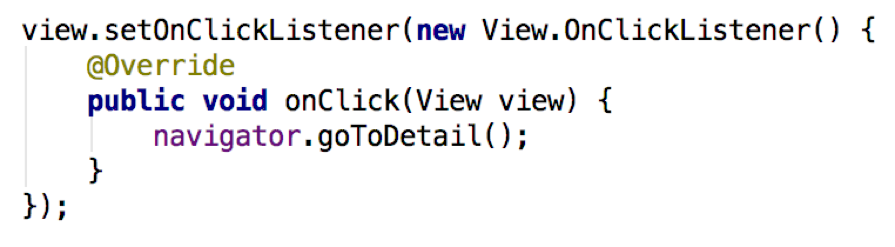 view.setOnClickListener(new View.OnClickListener() {
    @Override
    public void onClick(View view) {
        navigator.goToDetail();
    }
});